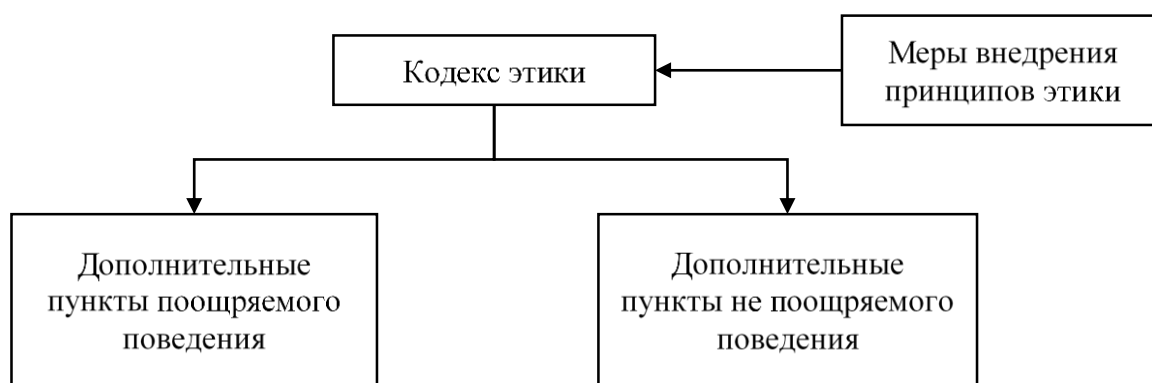 Кодекс этики
Меры внедрения
принципов этики
Дополнительные
пункты поощряемого
поведения
Дополнительные
пункты не поощряемого
поведения